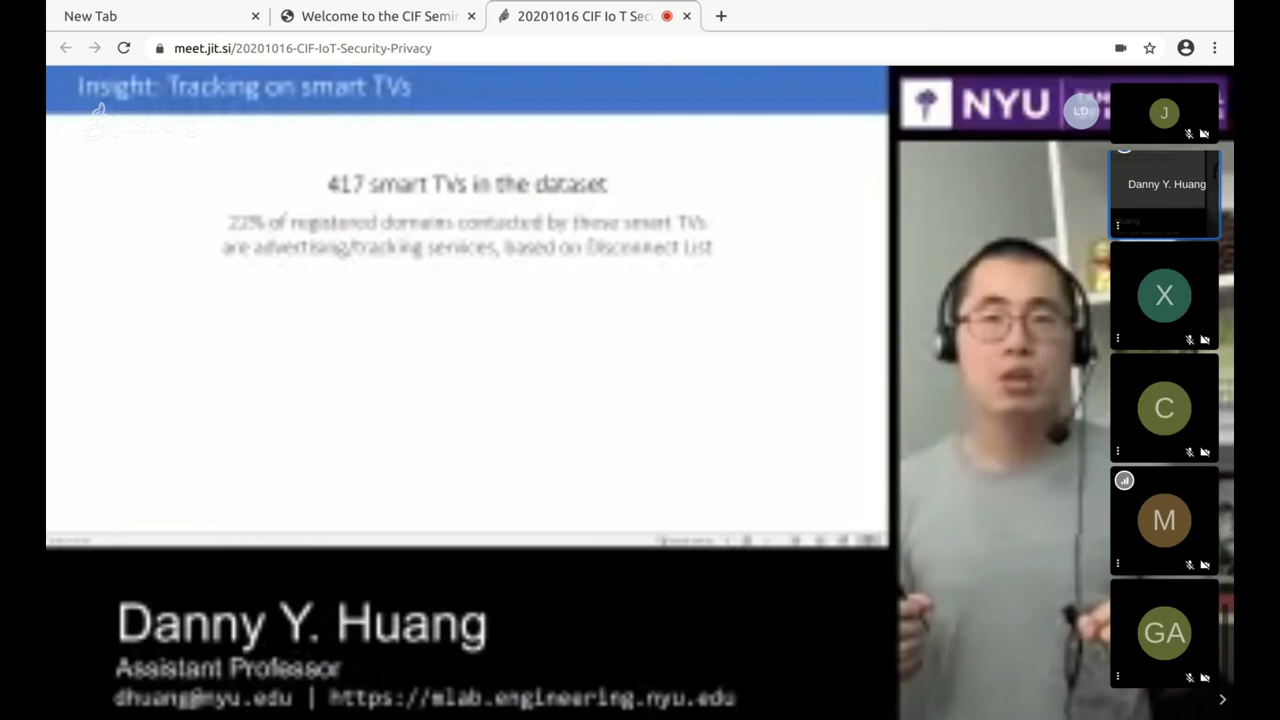 New Tab
Welcome to the CIF Semin
20201016 CIF Io T Secu
meet.jit.si/20201016-CIF-IoT-Security-Privacy
Insight: Tracking on smart TVs
417 smart TVs in the dataset
22% of registered domains contacted by these smart TVs
are advertising/tracking services, based on Disconnect List
NYU
LD
J
Danny Y. Huang
X
C
M
GA
Danny Y. Huang
Assistant Professor
dhuang@nyu.edu | https://mlab.engineering.nyu.edu